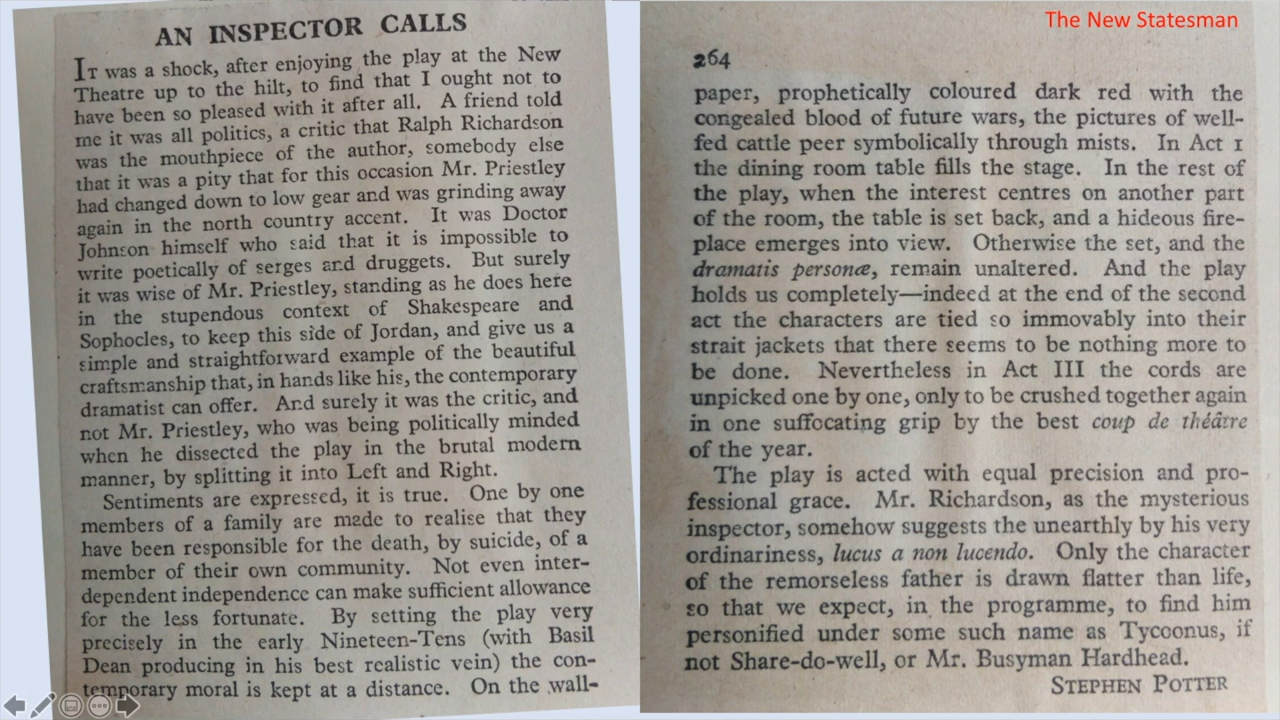 AN INSPECTOR CALLS
IT was a shock, after enjoying the play at the New
Theatre up to the hilt, to find that I ought not to
have been so pleased with it after all. A friend told
me it was all politics, a critic that Ralph Richardson
was the mouthpiece of the author, somebody else
that it was a pity that for this occasion Mr. Priestley
had changed down to low gear and was grinding away
again in the north country accent. It was Doctor
Johnson himself who said that it is impossible to
write poetically of serges and druggets. But surely
it was wise of Mr. Priestley, standing as he does here
in the stupendous context of Shakespeare and
Sophocles, to keep this side of Jordan, and give us a
simple and straightforward example of the beautiful
craftsmanship that, in hands like his, the contemporary
dramatist can offer. And surely it was the critic, and
not Mr. Priestley, who was being politically minded
when he dissected the play in the brutal modern
manner, by splitting it into Left and Right.
Sentiments are expressed, it is true. One by one
members of a family are made to realise that they
have been responsible for the death, by suicide, of a
member of their own community. Not even inter-
dependent independence can make sufficient allowance
for the less fortunate. By setting the play very
precisely in the early Nineteen-Tens (with Basil
Dean producing in his best realistic vein) the con-
temporary moral is kept at a distance. On the wall-
The New Statesman
264
paper, prophetically coloured dark red with the
congealed blood of future wars, the pictures of well-
fed cattle peer symbolically through mists. In Act 1
the dining room table fills the stage. In the rest of
the play, when the interest centres on another part
of the room, the table is set back, and a hideous fire-
place emerges into view. Otherwise the set, and the
dramatis personæ, remain unaltered. And the play
holds us completely—indeed at the end of the second
act the characters are tied so immovably into their
strait jackets that there seems to be nothing more to
be done. Nevertheless in Act III the cords are
unpicked one by one, only to be crushed together again
in one suffocating grip by the best coup de théâtre
of the year.
The play is acted with equal precision and pro-
fessional grace. Mr. Richardson, as the mysterious
inspector, somehow suggests the unearthly by his very
ordinariness, lucus a non lucendo. Only the character
of the remorseless father is drawn flatter than life,
so that we expect, in the programme, to find him
personified under some such name as Tycoonus, if
not Share-do-well, or Mr. Busyman Hardhead.
STEPHEN POTTER